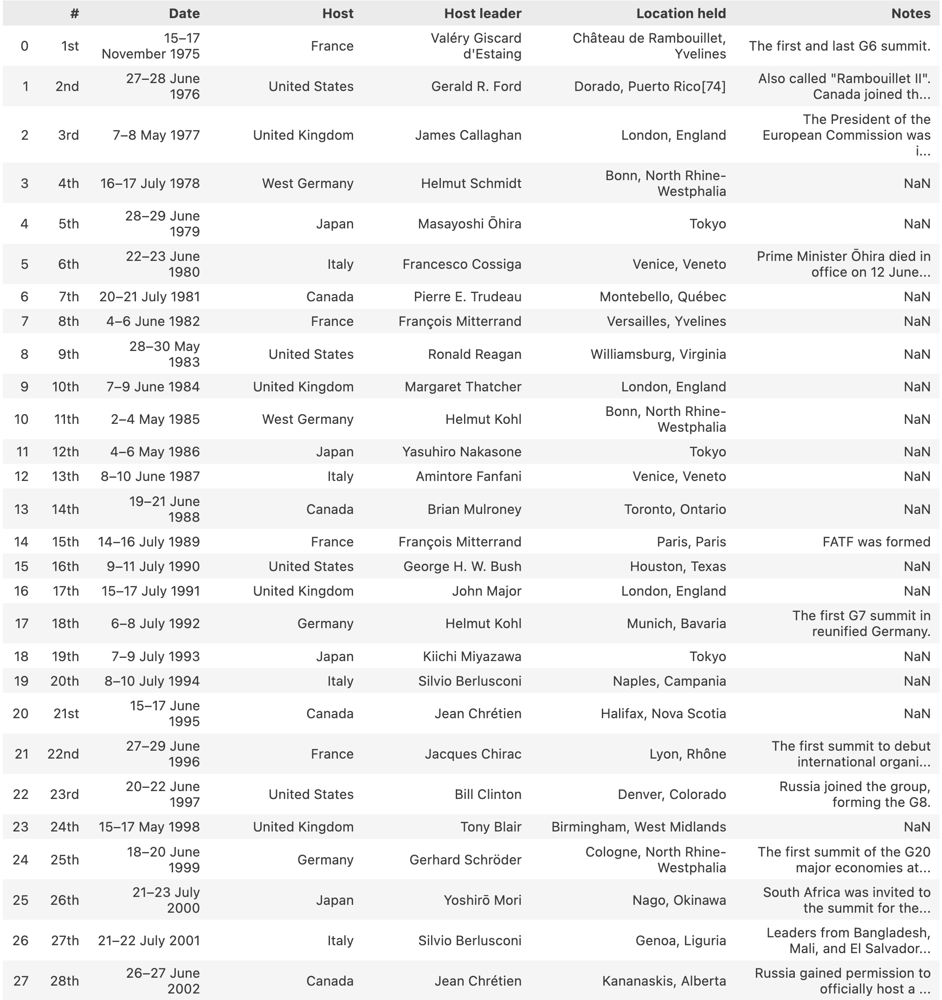 # Date Host Host leader Location held Notes
0 1st 15–17 November 1975 France Valéry Giscard d'Estaing Château de Rambouillet, Yvelines The first and last G6 summit.
1 2nd 27–28 June 1976 United States Gerald R. Ford Dorado, Puerto Rico[74] Also called "Rambouillet II". Canada joined th...
2 3rd 7–8 May 1977 United Kingdom James Callaghan London, England The President of the European Commission was i...
3 4th 16–17 July 1978 West Germany Helmut Schmidt Bonn, North Rhine-Westphalia NaN
4 5th 28–29 June 1979 Japan Masayoshi Ōhira Tokyo NaN
5 6th 22–23 June 1980 Italy Francesco Cossiga Venice, Veneto Prime Minister Ōhira died in office on 12 June...
6 7th 20–21 July 1981 Canada Pierre E. Trudeau Montebello, Québec NaN
7 8th 4–6 June 1982 France François Mitterrand Versailles, Yvelines NaN
8 9th 28–30 May 1983 United States Ronald Reagan Williamsburg, Virginia NaN
9 10th 7–9 June 1984 United Kingdom Margaret Thatcher London, England NaN
10 11th 2–4 May 1985 West Germany Helmut Kohl Bonn, North Rhine-Westphalia NaN
11 12th 4–6 May 1986 Japan Yasuhiro Nakasone Tokyo NaN
12 13th 8–10 June 1987 Italy Amintore Fanfani Venice, Veneto NaN
13 14th 19–21 June 1988 Canada Brian Mulroney Toronto, Ontario NaN
14 15th 14–16 July 1989 France François Mitterrand Paris, Paris FATF was formed
15 16th 9–11 July 1990 United States George H. W. Bush Houston, Texas NaN
16 17th 15–17 July 1991 United Kingdom John Major London, England NaN
17 18th 6–8 July 1992 Germany Helmut Kohl Munich, Bavaria The first G7 summit in reunified Germany.
18 19th 7–9 July 1993 Japan Kiichi Miyazawa Tokyo NaN
19 20th 8–10 July 1994 Italy Silvio Berlusconi Naples, Campania NaN
20 21st 15–17 June 1995 Canada Jean Chrétien Halifax, Nova Scotia NaN
21 22nd 27–29 June 1996 France Jacques Chirac Lyon, Rhône The first summit to debut international organi...
22 23rd 20–22 June 1997 United States Bill Clinton Denver, Colorado Russia joined the group, forming the G8.
23 24th 15–17 May 1998 United Kingdom Tony Blair Birmingham, West Midlands NaN
24 25th 18–20 June 1999 Germany Gerhard Schröder Cologne, North Rhine-Westphalia The first summit of the G20 major economies at...
25 26th 21–23 July 2000 Japan Yoshirō Mori Nago, Okinawa South Africa was invited to the summit for the...
26 27th 21–22 July 2001 Italy Silvio Berlusconi Genoa, Liguria Leaders from Bangladesh, Mali, and El Salvador...
27 28th 26–27 June 2002 Canada Jean Chrétien Kananaskis, Alberta Russia gained permission to officially host a ...